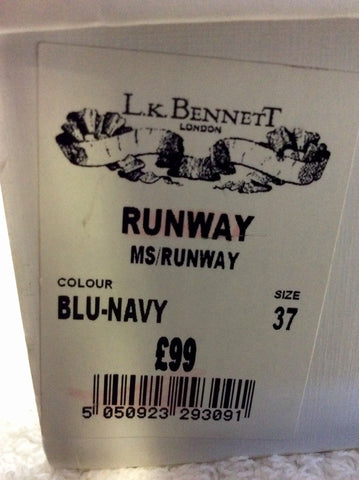 L.K. BENNETT
LONDON
RUNWAY
MS/RUNWAY
COLOUR
SIZE
BLU-NAVY
37
£99
5 050923 293091